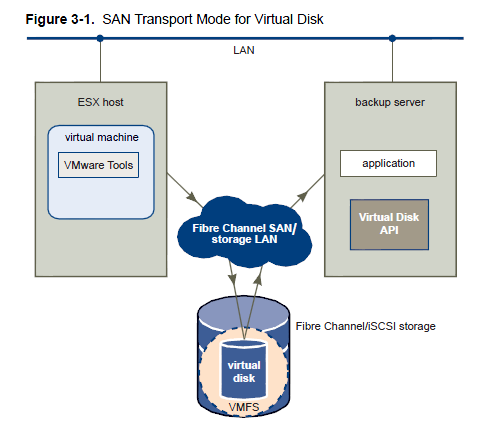 Figure 3-1. SAN Transport Mode for Virtual Disk
LAN
ESX host
virtual machine
VMware Tools
backup server
application
Virtual Disk
API
Fibre Channel SAN/
storage LAN
Fibre Channel/iSCSI storage
virtual
disk
VMFS